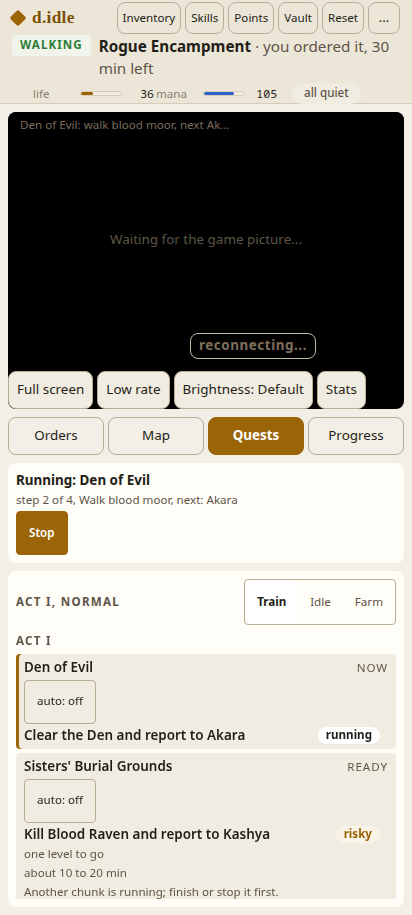 d.idle
Inventory Skills Points Vault Reset ...
WALKING Rogue Encampment · you ordered it, 30
min left
life 36 mana 105 all quiet
Den of Evil: walk blood moor, next Ak...
Waiting for the game picture...
reconnecting...
Full screen Low rate Brightness: Default Stats
Orders Map Quests Progress
Running: Den of Evil
step 2 of 4, Walk blood moor, next: Akara
Stop
ACT I, NORMAL Train Idle Farm
ACT I
Den of Evil NOW
auto: off
Clear the Den and report to Akara running
Sisters' Burial Grounds READY
auto: off
Kill Blood Raven and report to Kashya risky
one level to go
about 10 to 20 min
Another chunk is running; finish or stop it first.